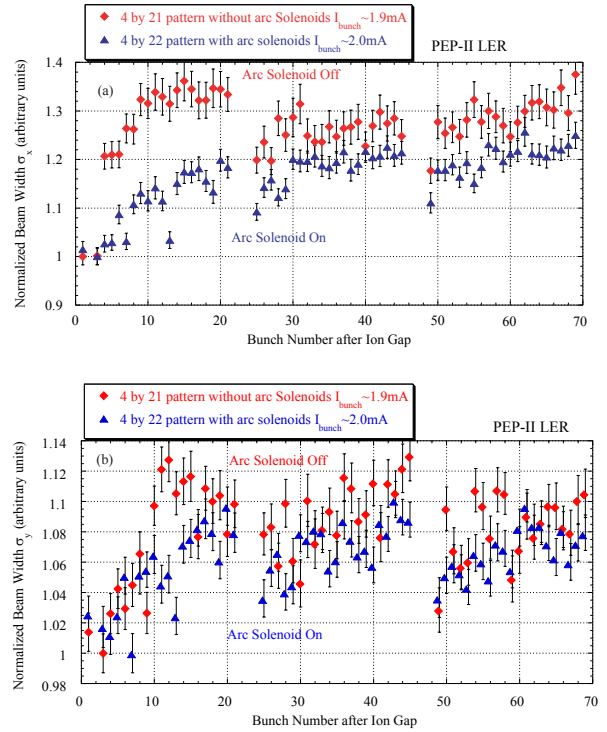 4 by 21 pattern without arc Solenoids I_bunch~1.9mA
4 by 22 pattern with arc solenoids I_bunch~2.0mA
PEP-II LER
(a)
Arc Solenoid Off
Arc Solenoid On
Normalized Beam Width σ_x (arbitrary units)
1.4
1.3
1.2
1.1
1
0.9
0 10 20 30 40 50 60 70
Bunch Number after Ion Gap
4 by 21 pattern without arc Solenoids I_bunch~1.9mA
4 by 22 pattern with arc solenoids I_bunch~2.0mA
PEP-II LER
(b)
Arc Solenoid Off
Arc Solenoid On
Normalized Beam Width σ_y (arbitrary units)
1.14
1.12
1.1
1.08
1.06
1.04
1.02
1
0.98
0 10 20 30 40 50 60 70
Bunch Number after Ion Gap